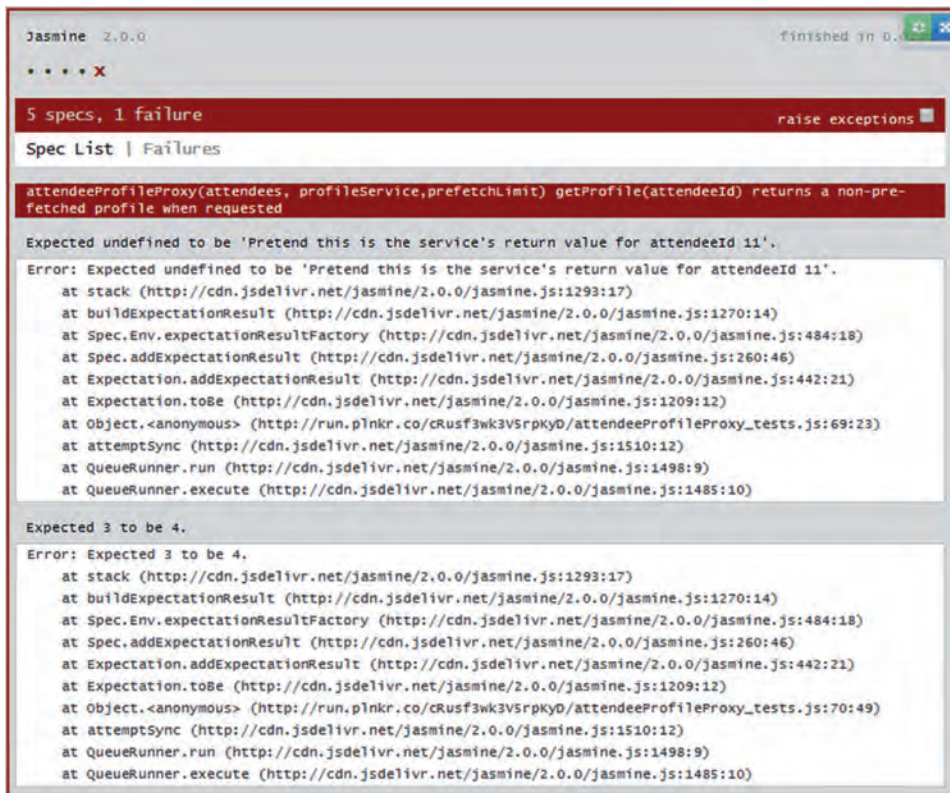 Jasmine 2.0.0 finished in 0.
• • • • x
5 specs, 1 failure raise exceptions
Spec List | Failures
attendeeProfileProxy(attendees, profileService,prefetchLimit) getProfile(attendeeId) returns a non-pre-
fetched profile when requested
Expected undefined to be 'Pretend this is the service's return value for attendeeId 11'.
Error: Expected undefined to be 'Pretend this is the service's return value for attendeeId 11'.
at stack (http://cdn.jsdelivr.net/jasmine/2.0.0/jasmine.js:1293:17)
at buildExpectationResult (http://cdn.jsdelivr.net/jasmine/2.0.0/jasmine.js:1270:14)
at Spec.Env.expectationResultFactory (http://cdn.jsdelivr.net/jasmine/2.0.0/jasmine.js:484:18)
at Spec.addExpectationResult (http://cdn.jsdelivr.net/jasmine/2.0.0/jasmine.js:260:46)
at Expectation.addExpectationResult (http://cdn.jsdelivr.net/jasmine/2.0.0/jasmine.js:442:21)
at Expectation.toBe (http://cdn.jsdelivr.net/jasmine/2.0.0/jasmine.js:1209:12)
at Object.<anonymous> (http://run.plnkr.co/cRusf3wk3VSrpKyD/attendeeProfileProxy_tests.js:69:23)
at attemptSync (http://cdn.jsdelivr.net/jasmine/2.0.0/jasmine.js:1510:12)
at QueueRunner.run (http://cdn.jsdelivr.net/jasmine/2.0.0/jasmine.js:1498:9)
at QueueRunner.execute (http://cdn.jsdelivr.net/jasmine/2.0.0/jasmine.js:1485:10)
Expected 3 to be 4.
Error: Expected 3 to be 4.
at stack (http://cdn.jsdelivr.net/jasmine/2.0.0/jasmine.js:1293:17)
at buildExpectationResult (http://cdn.jsdelivr.net/jasmine/2.0.0/jasmine.js:1270:14)
at Spec.Env.expectationResultFactory (http://cdn.jsdelivr.net/jasmine/2.0.0/jasmine.js:484:18)
at Spec.addExpectationResult (http://cdn.jsdelivr.net/jasmine/2.0.0/jasmine.js:260:46)
at Expectation.addExpectationResult (http://cdn.jsdelivr.net/jasmine/2.0.0/jasmine.js:442:21)
at Expectation.toBe (http://cdn.jsdelivr.net/jasmine/2.0.0/jasmine.js:1209:12)
at Object.<anonymous> (http://run.plnkr.co/cRusf3wk3VSrpKyD/attendeeProfileProxy_tests.js:70:49)
at attemptSync (http://cdn.jsdelivr.net/jasmine/2.0.0/jasmine.js:1510:12)
at QueueRunner.run (http://cdn.jsdelivr.net/jasmine/2.0.0/jasmine.js:1498:9)
at QueueRunner.execute (http://cdn.jsdelivr.net/jasmine/2.0.0/jasmine.js:1485:10)